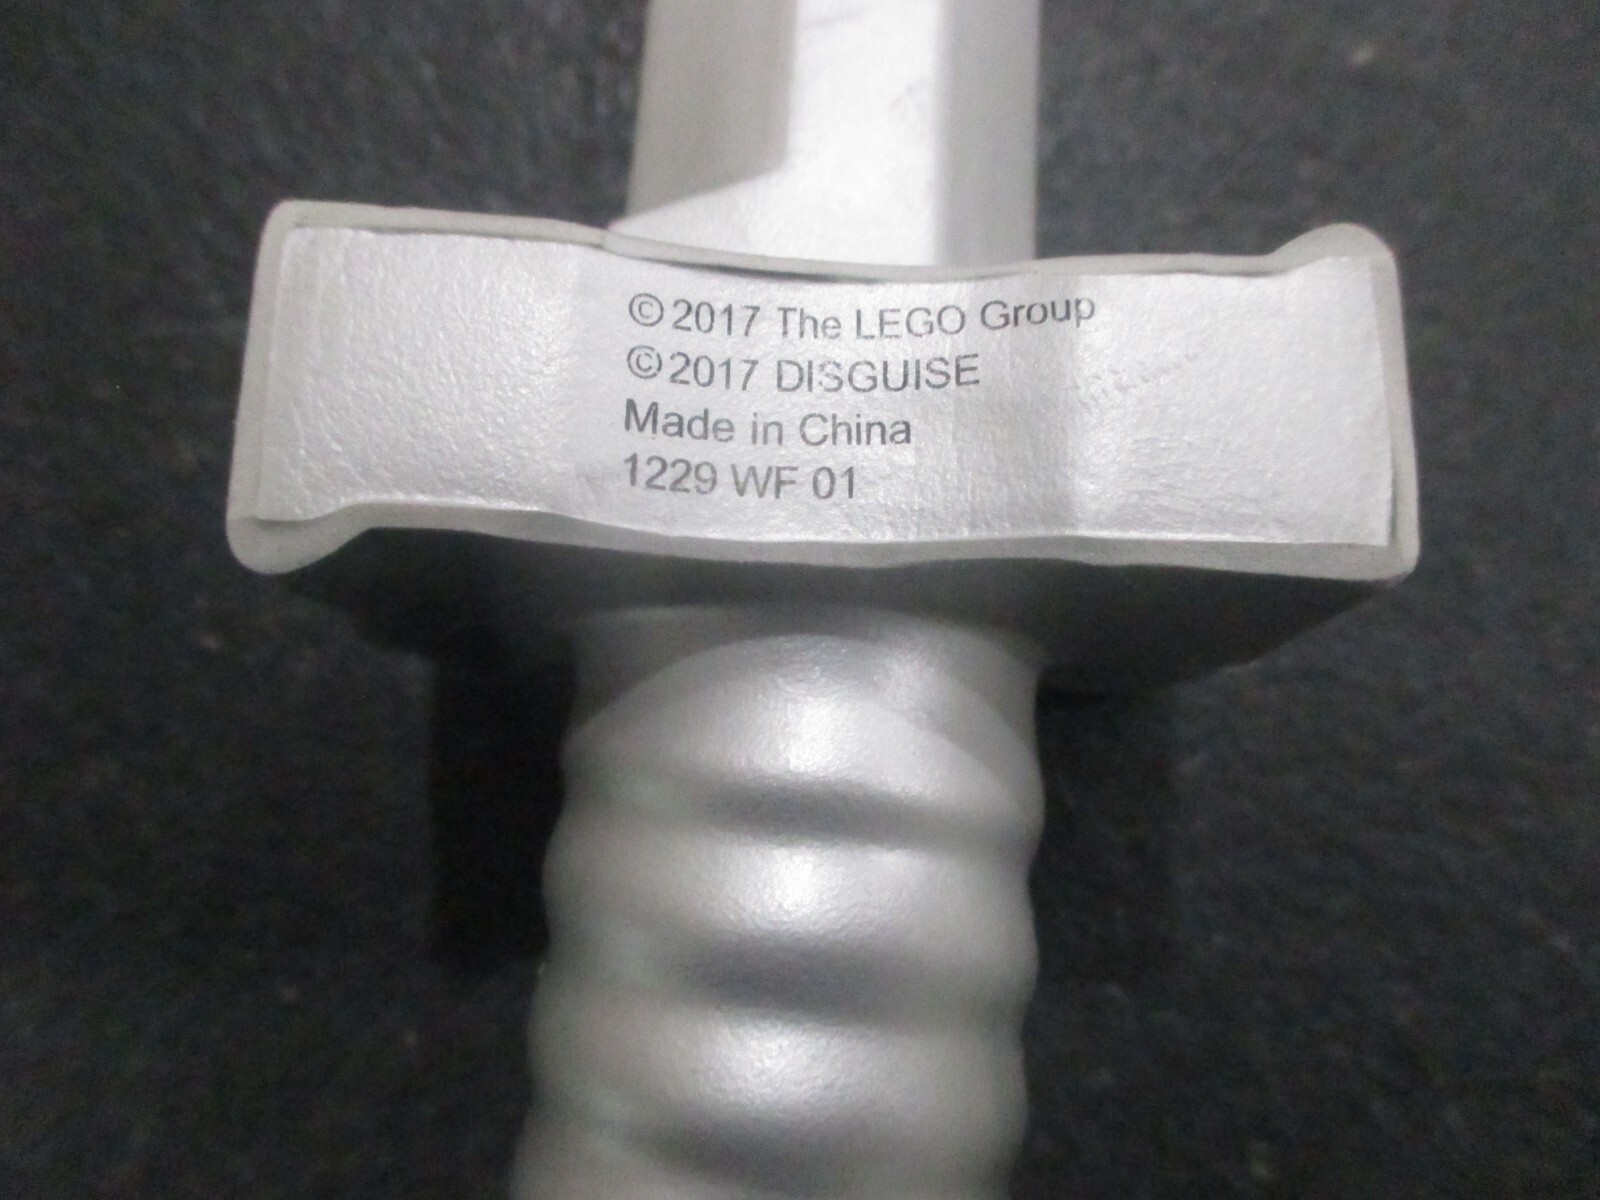 ©2017 The LEGO Group
©2017 DISGUISE
Made in China
1229 WF 01